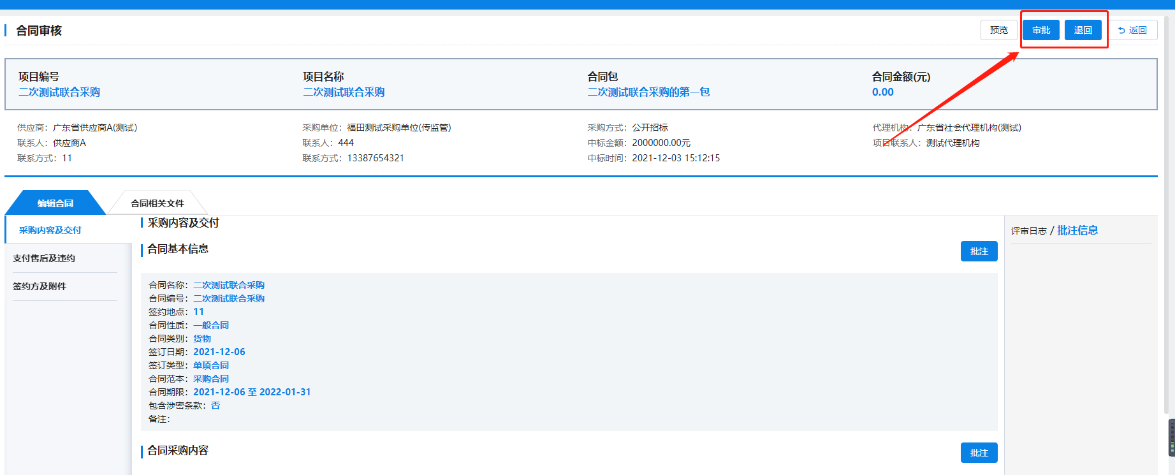 合同审核
预览 审批 退回 返回
项目编号 项目名称 合同包 合同金额(元)
二次测试联合采购 二次测试联合采购 二次测试联合采购的第一包 0.00
供应商：广东省供应商A(测试) 采购单位：福田测试采购单位(传监管) 采购方式：公开招标 代理机构：广东省社会代理机构(测试)
联系人：供应商A 联系人：444 中标金额：2000000.00元 项目联系人：测试代理机构
联系方式：11 联系方式：13387654321 中标时间：2021-12-03 15:12:15
编辑合同 合同相关文件
采购内容及交付
支付售后及违约
签约方及附件
采购内容及交付
合同基本信息 批注
合同名称：二次测试联合采购
合同编号：二次测试联合采购
签约地点：11
合同性质：一般合同
合同类别：货物
签订日期：2021-12-06
签订类型：单项合同
合同范本：采购合同
合同期限：2021-12-06 至 2022-01-31
包含涉密条款：否
备注：
合同采购内容 批注
评审日志 / 批注信息